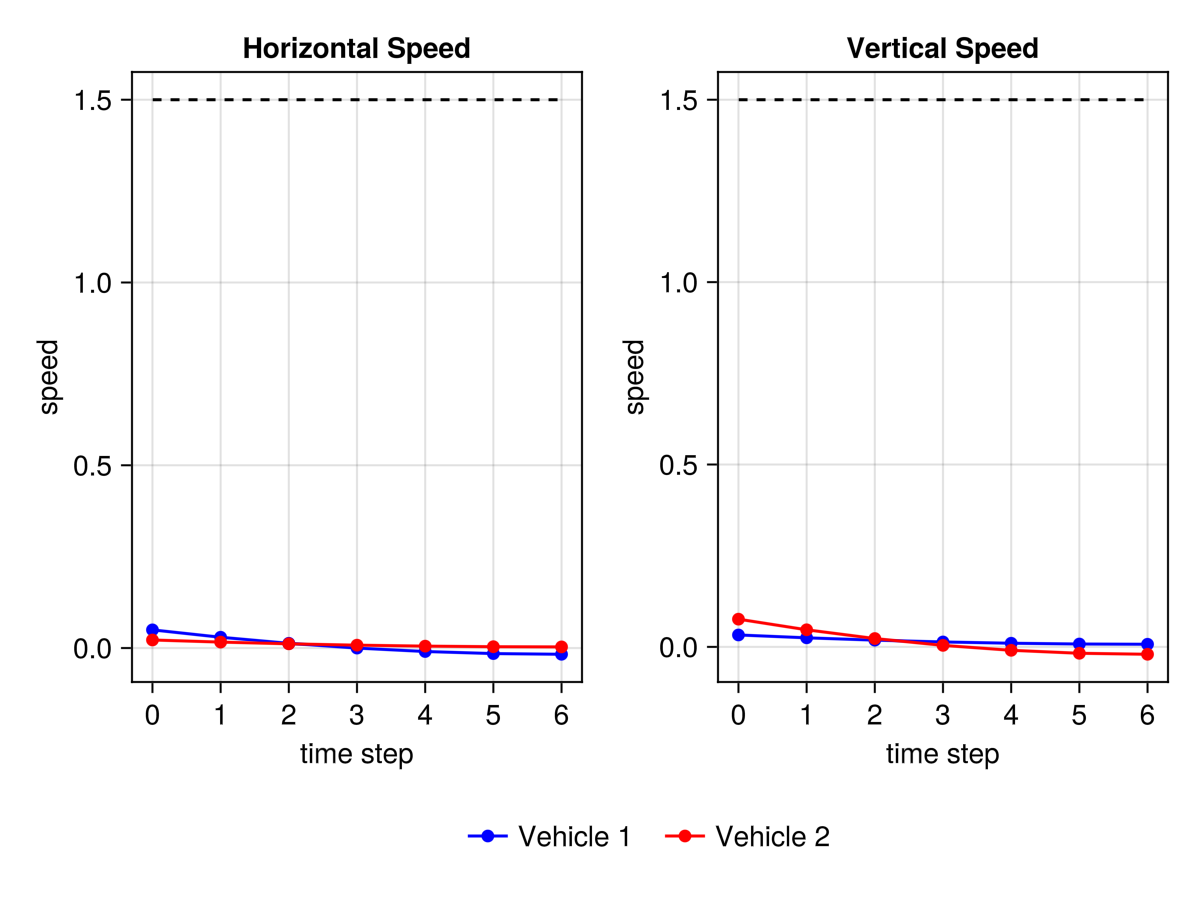 Horizontal Speed
Vertical Speed
1.5
1.0
0.5
0.0
speed
0 1 2 3 4 5 6
time step
1.5
1.0
0.5
0.0
speed
0 1 2 3 4 5 6
time step
Vehicle 1
Vehicle 2